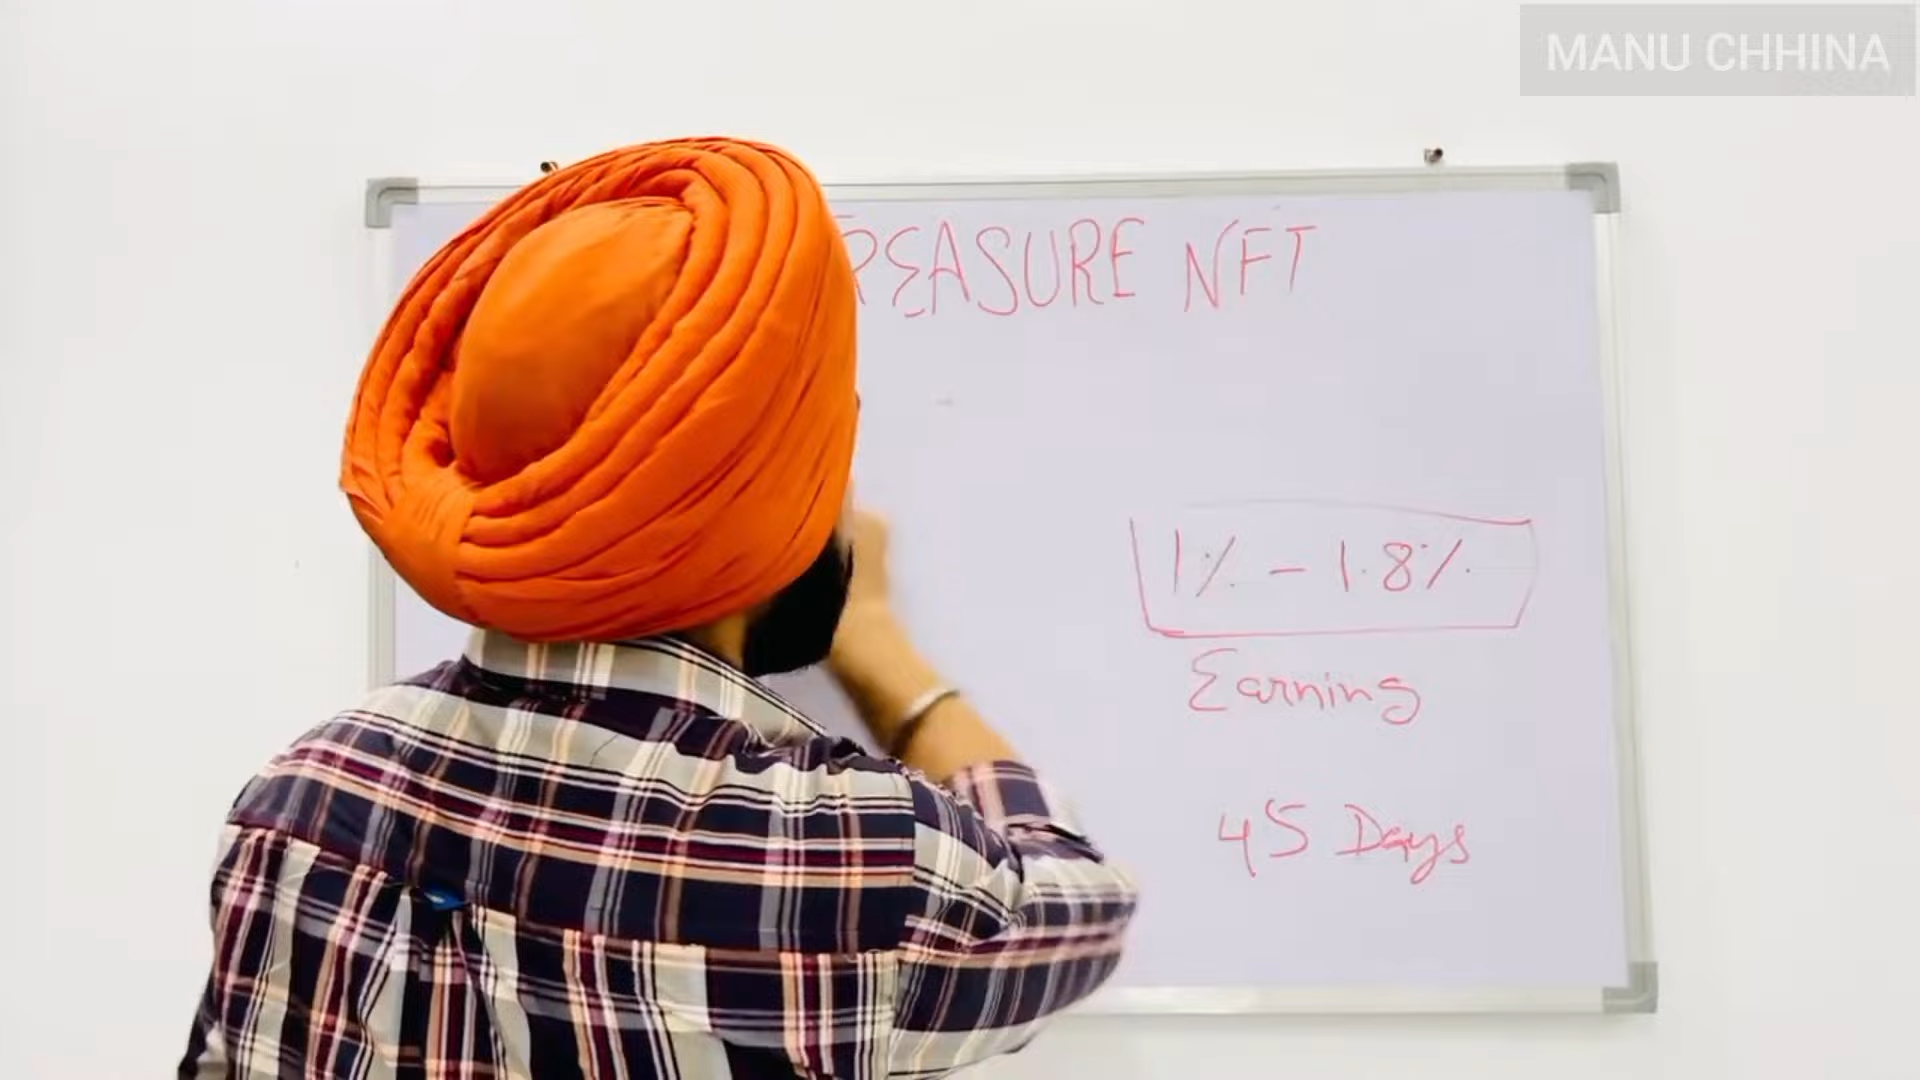 MANU CHHINA
REASURE NFT
1% - 1.8%
Earning
45 Days